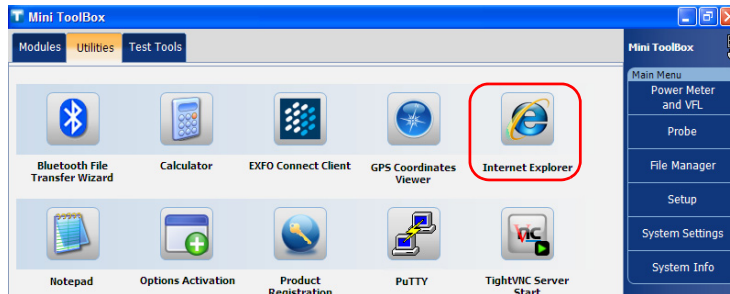 Mini ToolBox
Modules Utilities Test Tools
Mini ToolBox
Main Menu
Power Meter
and VFL
Probe
File Manager
Setup
System Settings
System Info
Bluetooth File
Transfer Wizard
Calculator
EXFO Connect Client
GPS Coordinates
Viewer
Internet Explorer
Notepad
Options Activation
Product
Registration
PuTTY
TightVNC Server
Start